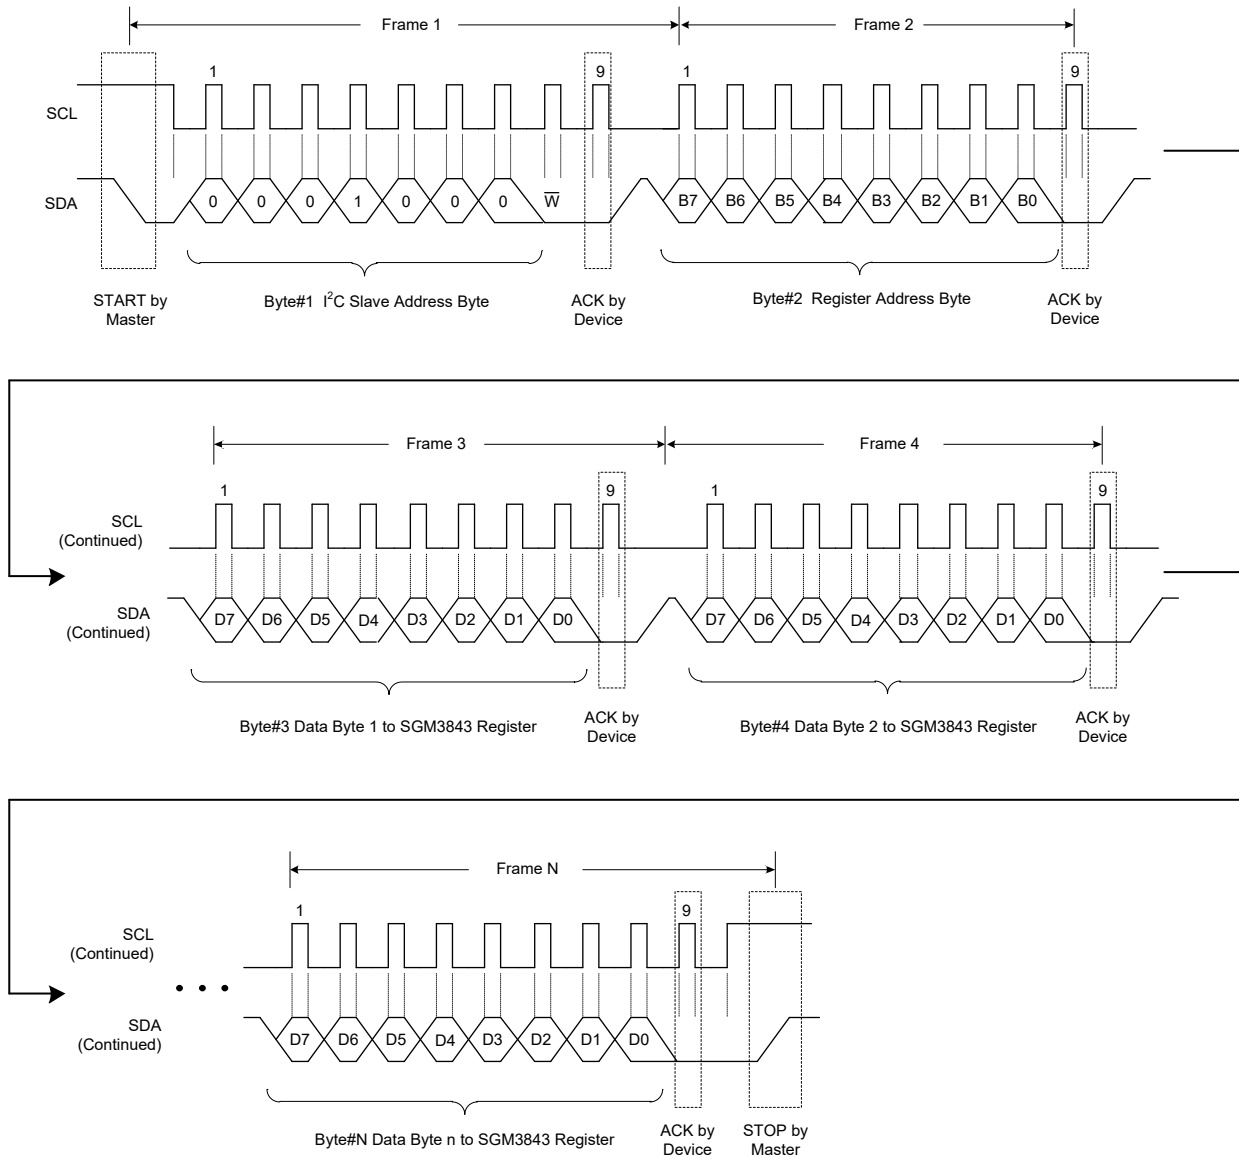 Frame 1
Frame 2
1
9
1
9
SCL
SDA
0
0
0
1
0
0
0
W̅
B7
B6
B5
B4
B3
B2
B1
B0
START by
Master
Byte#1 I²C Slave Address Byte
ACK by
Device
Byte#2 Register Address Byte
ACK by
Device
Frame 3
Frame 4
1
9
1
9
SCL
(Continued)
SDA
(Continued)
D7
D6
D5
D4
D3
D2
D1
D0
D7
D6
D5
D4
D3
D2
D1
D0
Byte#3 Data Byte 1 to SGM3843 Register
ACK by
Device
Byte#4 Data Byte 2 to SGM3843 Register
ACK by
Device
Frame N
1
9
SCL
(Continued)
• • •
SDA
(Continued)
D7
D6
D5
D4
D3
D2
D1
D0
Byte#N Data Byte n to SGM3843 Register
ACK by
Device
STOP by
Master